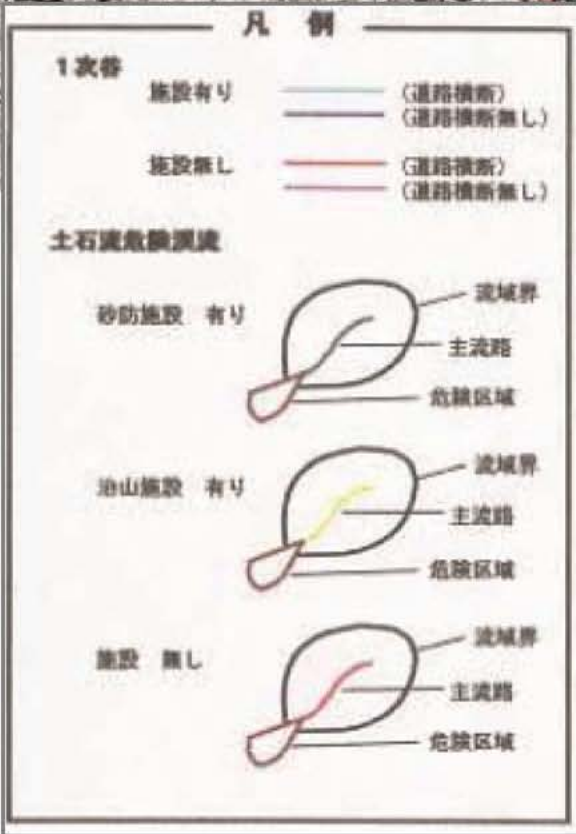 凡例
1次谷
施設有り
(道路横断)
(道路横断無し)
施設無し
(道路横断)
(道路横断無し)
土石流危険渓流
砂防施設 有り
流域界
主流路
危険区域
治山施設 有り
流域界
主流路
危険区域
施設 無し
流域界
主流路
危険区域